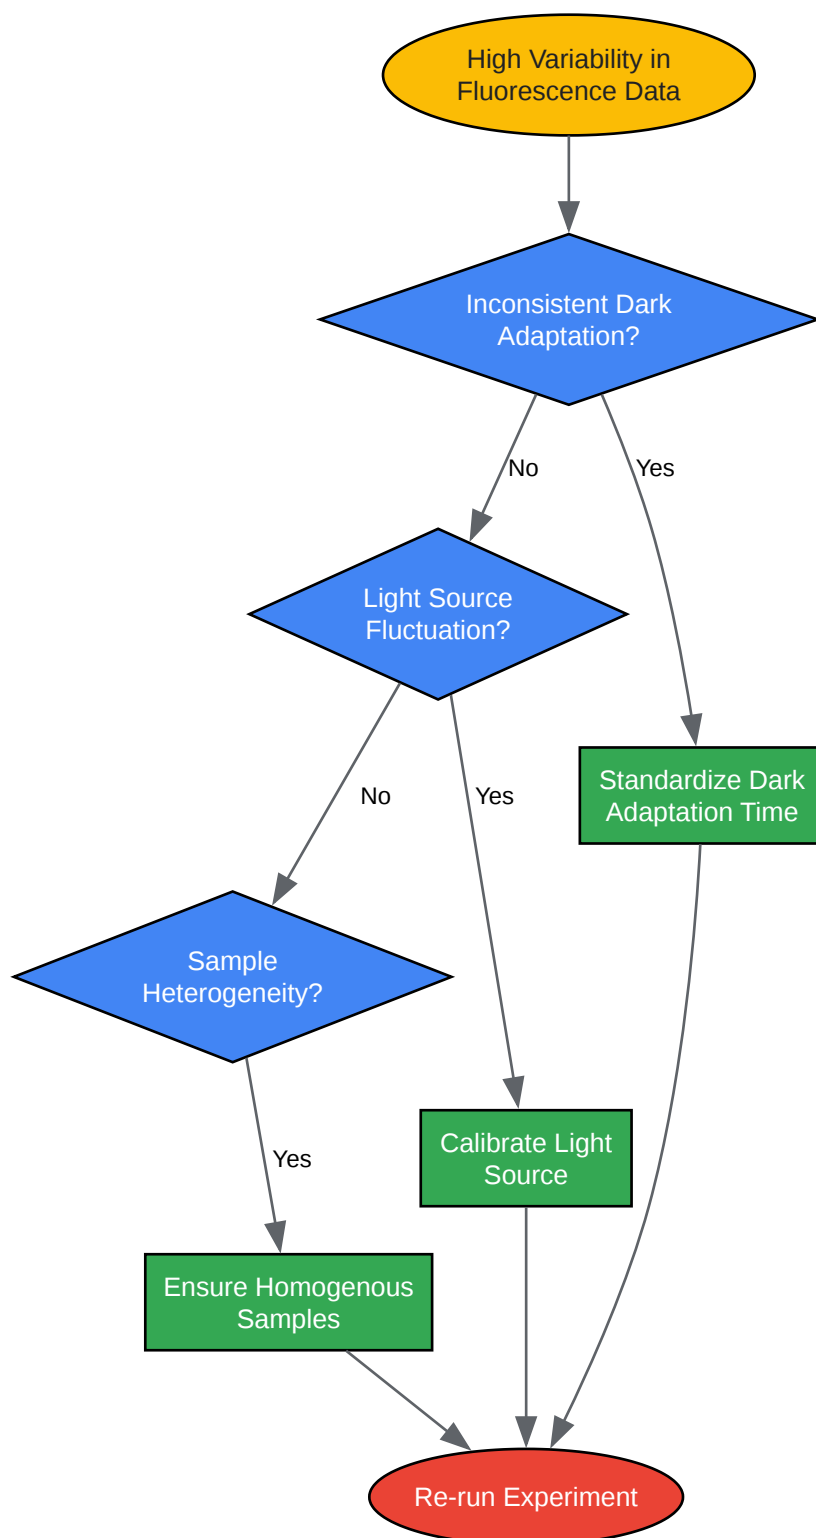 High Variability in
Fluorescence Data
Inconsistent Dark
Adaptation?
No
Yes
Light Source
Fluctuation?
Standardize Dark
Adaptation Time
No
Yes
Sample
Heterogeneity?
Calibrate Light
Source
Yes
Ensure Homogenous
Samples
Re-run Experiment